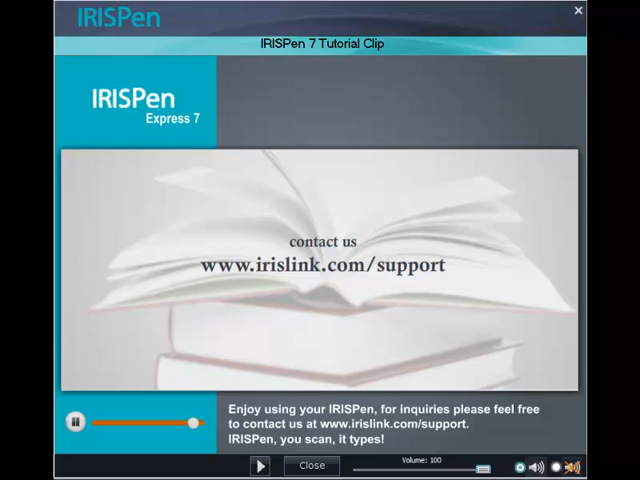 IRISPen
IRISPen 7 Tutorial Clip
IRISPen
Express 7
contact us
www.irislink.com/support
Enjoy using your IRISPen, for inquiries please feel free
to contact us at www.irislink.com/support.
IRISPen, you scan, it types!
Volume: 100
Close